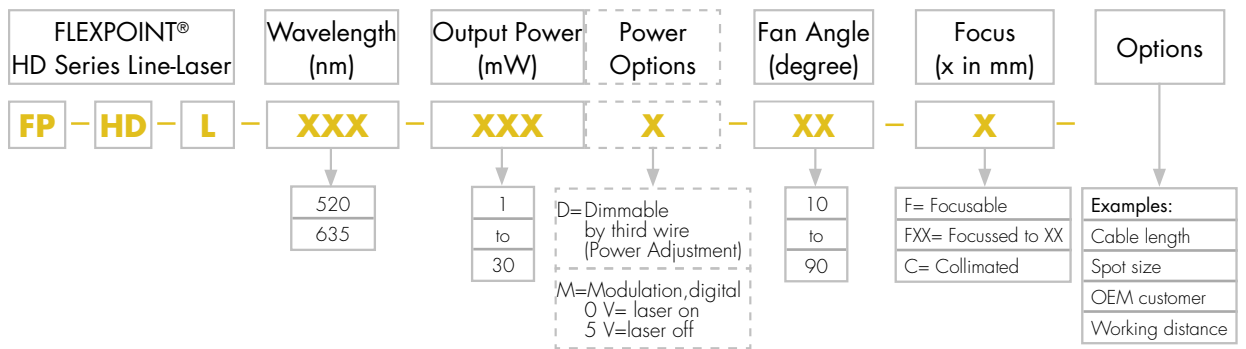 FLEXPOINT®
HD Series Line-Laser
Wavelength
(nm)
Output Power
(mW)
Power
Options
Fan Angle
(degree)
Focus
(x in mm)
Options
FP – HD – L – XXX – XXX X – XX – X –
520
635
1
to
30
D=Dimmable
by third wire
(Power Adjustment)
M=Modulation,digital
0 V= laser on
5 V=laser off
10
to
90
F= Focusable
FXX= Focussed to XX
C= Collimated
Examples:
Cable length
Spot size
OEM customer
Working distance